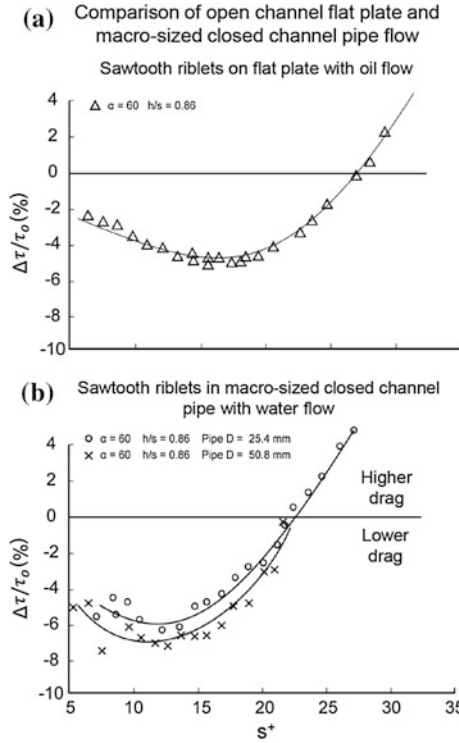 (a) Comparison of open channel flat plate and
macro-sized closed channel pipe flow
Sawtooth riblets on flat plate with oil flow
α = 60 h/s = 0.86
4
2
0
-2
-4
-6
-8
-10
Δτ/τo(%)
(b) Sawtooth riblets in macro-sized closed channel
pipe with water flow
α = 60 h/s = 0.86 Pipe D = 25.4 mm
α = 60 h/s = 0.86 Pipe D = 50.8 mm
4
2
0
-2
-4
-6
-8
-10
Δτ/τo(%)
Higher
drag
Lower
drag
5 10 15 20 25 30 35
s+